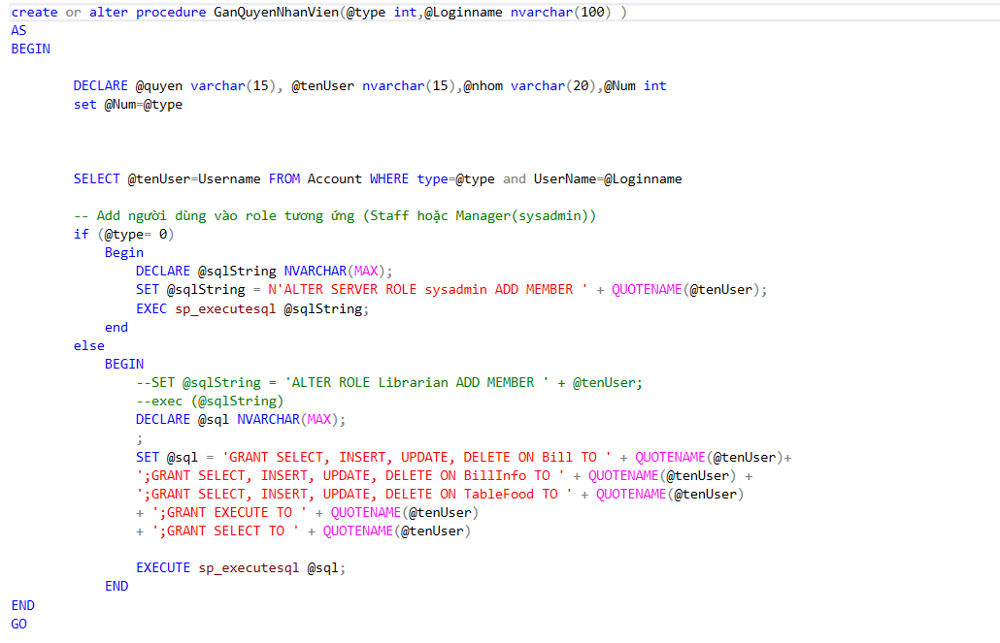 create or alter procedure GanQuyenNhanVien(@type int,@Loginname nvarchar(100) )
AS
BEGIN
DECLARE @quyen varchar(15), @tenUser nvarchar(15),@nhom varchar(20),@Num int
set @Num=@type
SELECT @tenUser=Username FROM Account WHERE type=@type and UserName=@Loginname
-- Add người dùng vào role tương ứng (Staff hoặc Manager(sysadmin))
if (@type= 0)
Begin
DECLARE @sqlString NVARCHAR(MAX);
SET @sqlString = N'ALTER SERVER ROLE sysadmin ADD MEMBER ' + QUOTENAME(@tenUser);
EXEC sp_executesql @sqlString;
end
else
BEGIN
--SET @sqlString = 'ALTER ROLE Librarian ADD MEMBER ' + @tenUser;
--exec (@sqlString)
DECLARE @sql NVARCHAR(MAX);
;
SET @sql = 'GRANT SELECT, INSERT, UPDATE, DELETE ON Bill TO ' + QUOTENAME(@tenUser)+
';GRANT SELECT, INSERT, UPDATE, DELETE ON BillInfo TO ' + QUOTENAME(@tenUser) +
';GRANT SELECT, INSERT, UPDATE, DELETE ON TableFood TO ' + QUOTENAME(@tenUser)
+ ';GRANT EXECUTE TO ' + QUOTENAME(@tenUser)
+ ';GRANT SELECT TO ' + QUOTENAME(@tenUser)
EXECUTE sp_executesql @sql;
END
END
GO